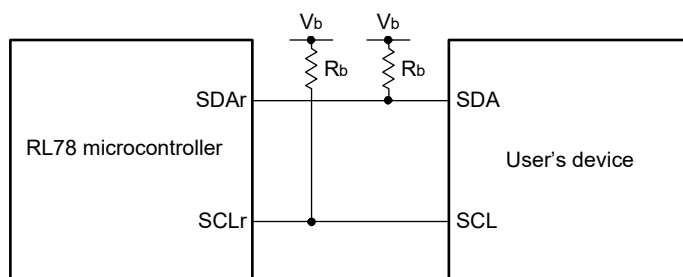 Vb
Vb
Rb
Rb
SDAr
SDA
RL78 microcontroller
User’s device
SCLr
SCL